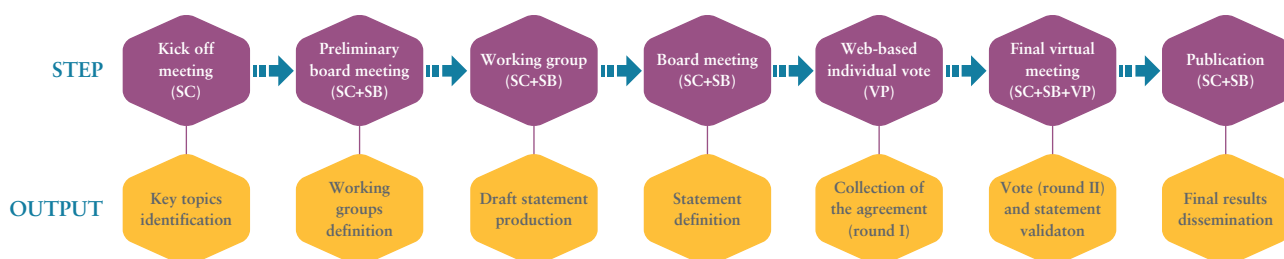 STEP
Kick off
meeting
(SC)
Preliminary
board meeting
(SC+SB)
Working group
(SC+SB)
Board meeting
(SC+SB)
Web-based
individual vote
(VP)
Final virtual
meeting
(SC+SB+VP)
Publication
(SC+SB)
OUTPUT
Key topics
identification
Working
groups
definition
Draft statement
production
Statement
definition
Collection of
the agreement
(round I)
Vote (round II)
and statement
validaton
Final results
dissemination